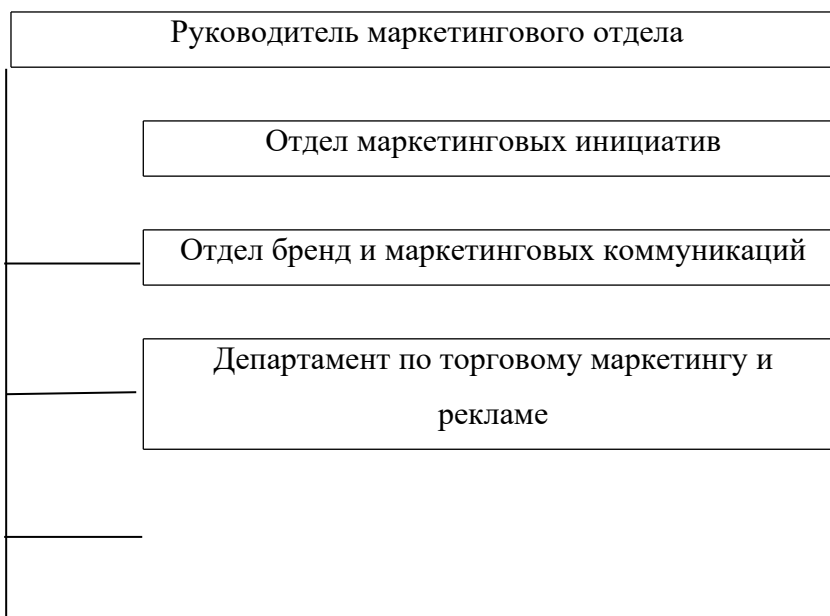 Руководитель маркетингового отдела
Отдел маркетинговых инициатив
Отдел бренд и маркетинговых коммуникаций
Департамент по торговому маркетингу и
рекламе